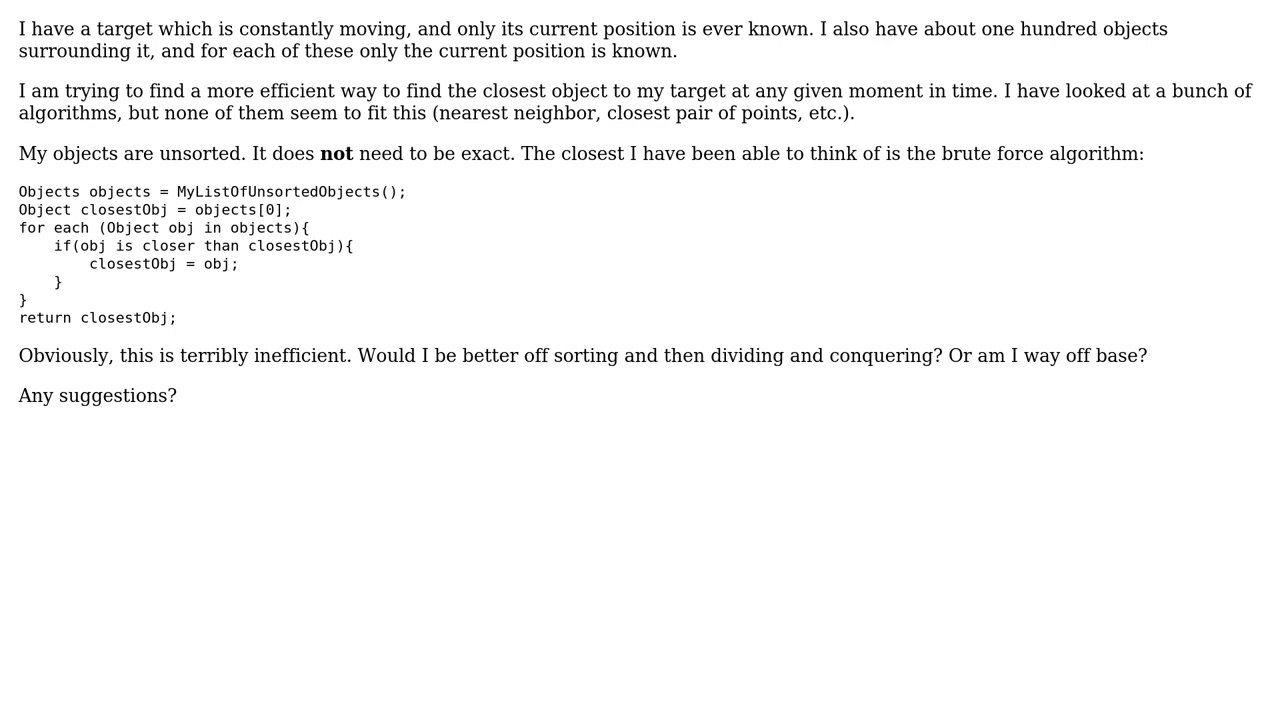 I have a target which is constantly moving, and only its current position is ever known. I also have about one hundred objects
surrounding it, and for each of these only the current position is known.
I am trying to find a more efficient way to find the closest object to my target at any given moment in time. I have looked at a bunch of
algorithms, but none of them seem to fit this (nearest neighbor, closest pair of points, etc.).
My objects are unsorted. It does not need to be exact. The closest I have been able to think of is the brute force algorithm:
Objects objects = MyListOfUnsortedObjects();
Object closestObj = objects[0];
for each (Object obj in objects){
    if(obj is closer than closestObj){
        closestObj = obj;
    }
}
return closestObj;
Obviously, this is terribly inefficient. Would I be better off sorting and then dividing and conquering? Or am I way off base?
Any suggestions?